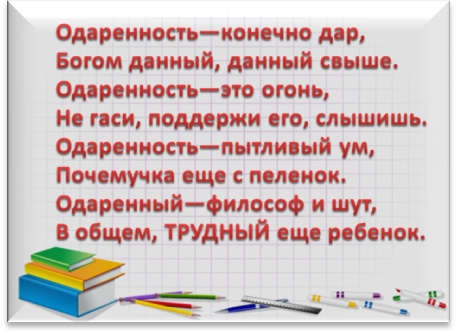 Одаренность—конечно дар,
Богом данный, данный свыше.
Одаренность—это огонь,
Не гаси, поддержи его, слышишь.
Одаренность—пытливый ум,
Почемучка еще с пеленок.
Одаренный—философ и шут,
В общем, ТРУДНЫЙ еще ребенок.